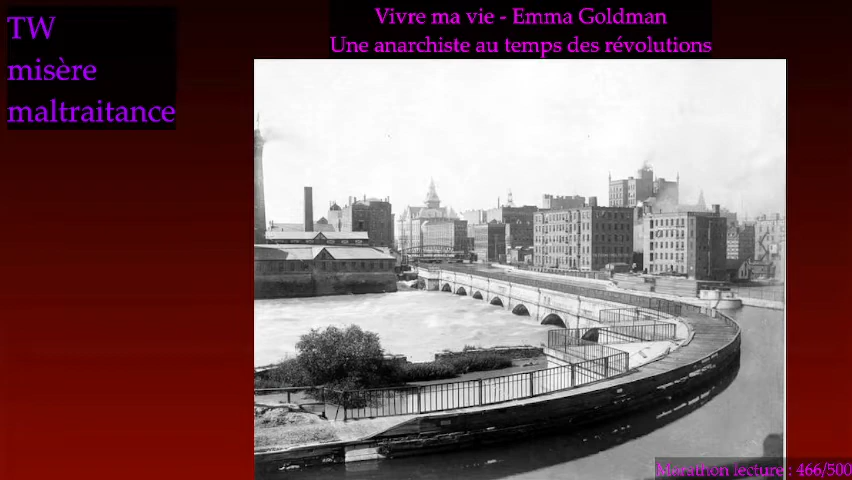 TW
misère
maltraitance
Vivre ma vie - Emma Goldman
Une anarchiste au temps des révolutions
Marathon lecture : 466/500